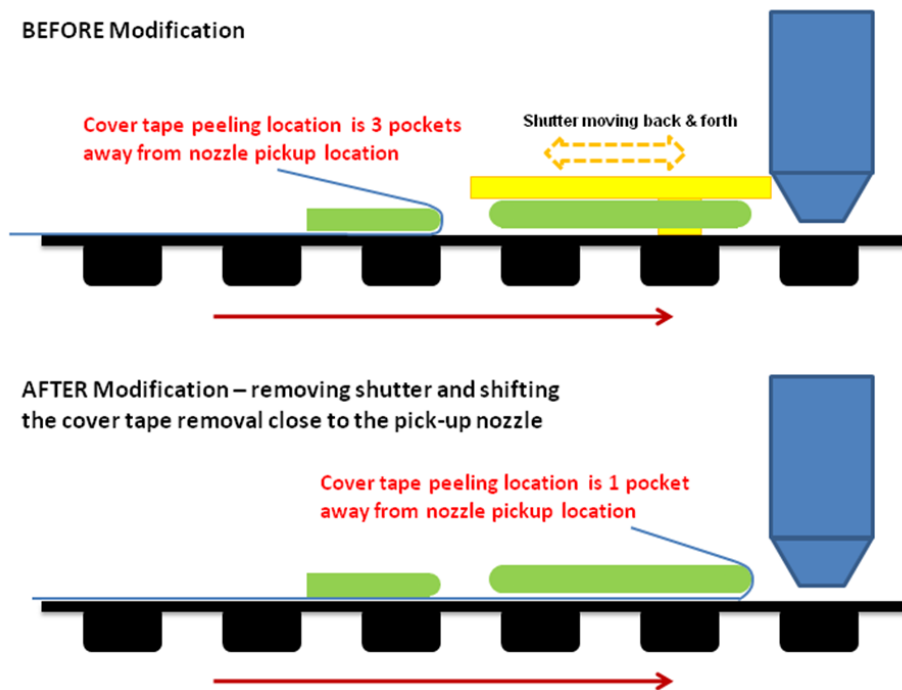 BEFORE Modification
Cover tape peeling location is 3 pockets
away from nozzle pickup location
Shutter moving back & forth
AFTER Modification – removing shutter and shifting
the cover tape removal close to the pick-up nozzle
Cover tape peeling location is 1 pocket
away from nozzle pickup location